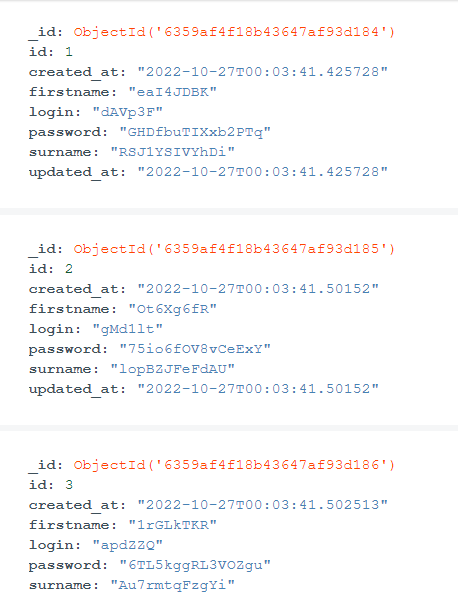 _id: ObjectId('6359af4f18b43647af93d184')
id: 1
created_at: "2022-10-27T00:03:41.425728"
firstname: "eaI4JDBK"
login: "dAVp3F"
password: "GHDfbuTIXxb2PTq"
surname: "RSJ1YSIVYhDi"
updated_at: "2022-10-27T00:03:41.425728"
_id: ObjectId('6359af4f18b43647af93d185')
id: 2
created_at: "2022-10-27T00:03:41.50152"
firstname: "Ot6Xg6fR"
login: "gMd1lt"
password: "75io6fOV8vCeExY"
surname: "lopBZJFeFdAU"
updated_at: "2022-10-27T00:03:41.50152"
_id: ObjectId('6359af4f18b43647af93d186')
id: 3
created_at: "2022-10-27T00:03:41.502513"
firstname: "1rGLkTKR"
login: "apdZZQ"
password: "6TL5kggRL3VOZgu"
surname: "Au7rmtqFzgYi"